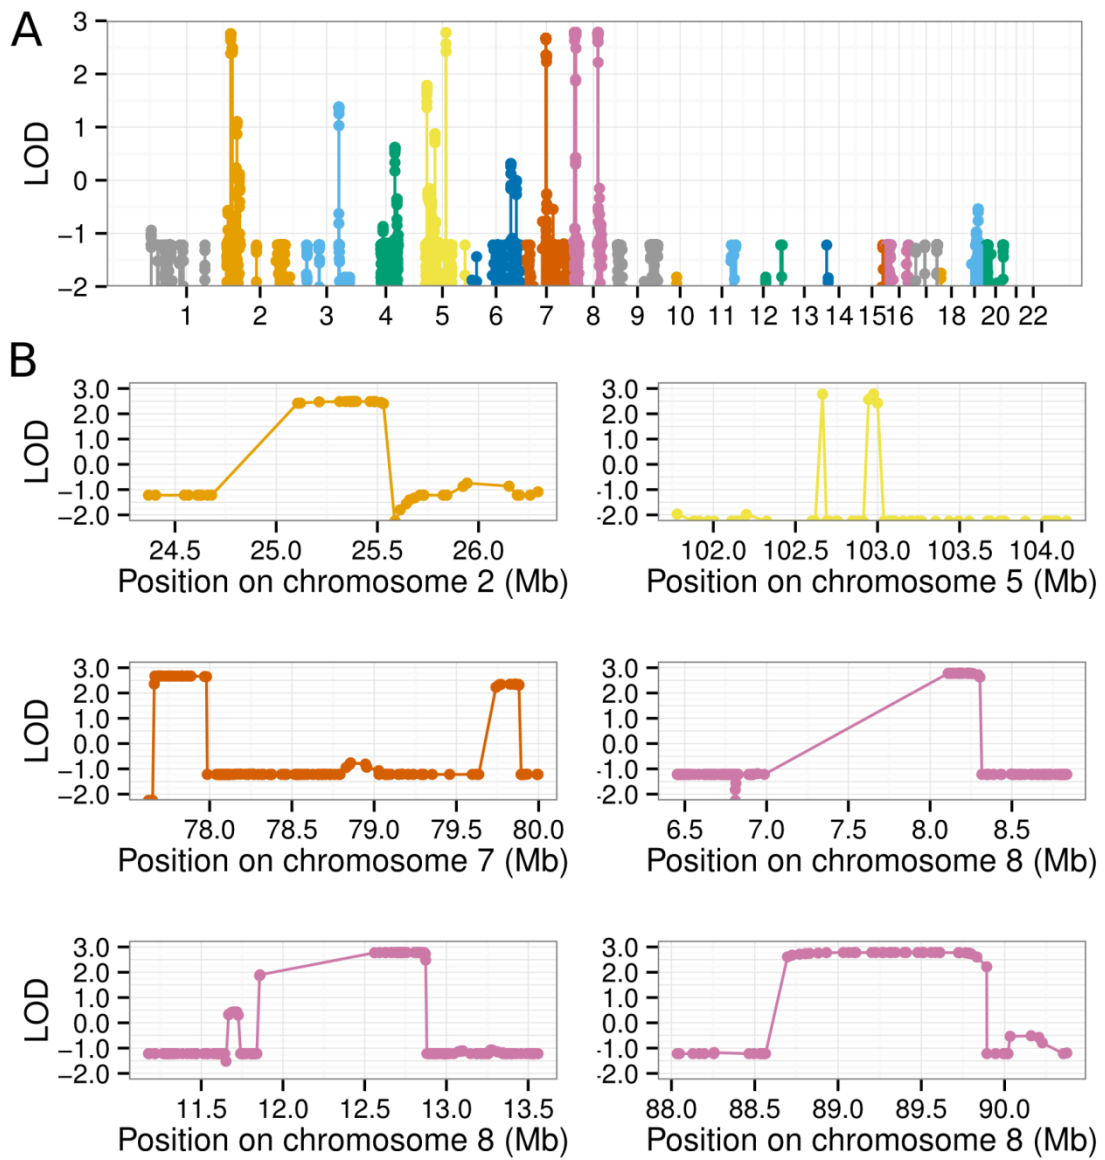 A
LOD
3
2
1
0
−1
−2
1 2 3 4 5 6 7 8 9 10 11 12 13 14 1516 18 20 22
B
LOD
3.0
2.0
1.0
0.0
−1.0
−2.0
24.5 25.0 25.5 26.0
Position on chromosome 2 (Mb)
3.0
2.0
1.0
0.0
-1.0
-2.0
102.0 102.5 103.0 103.5 104.0
Position on chromosome 5 (Mb)
LOD
3.0
2.0
1.0
0.0
−1.0
−2.0
78.0 78.5 79.0 79.5 80.0
Position on chromosome 7 (Mb)
3.0
2.0
1.0
0.0
-1.0
-2.0
6.5 7.0 7.5 8.0 8.5
Position on chromosome 8 (Mb)
LOD
3.0
2.0
1.0
0.0
−1.0
−2.0
11.5 12.0 12.5 13.0 13.5
Position on chromosome 8 (Mb)
3.0
2.0
1.0
0.0
-1.0
-2.0
88.0 88.5 89.0 89.5 90.0
Position on chromosome 8 (Mb)